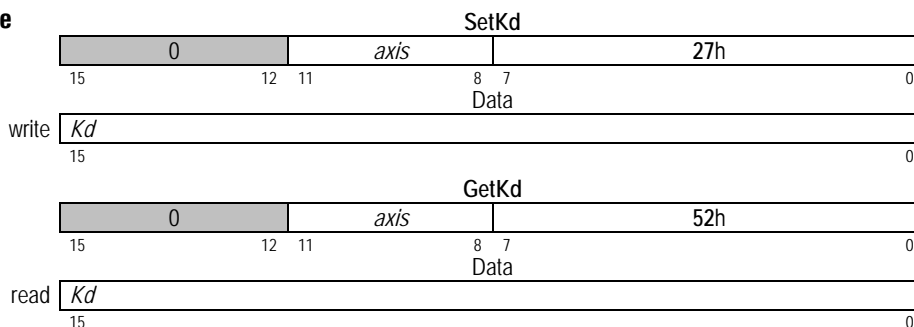 e
SetKd
0 axis 27h
15 12 11 8 7 0
Data
write Kd
15 0
GetKd
0 axis 52h
15 12 11 8 7 0
Data
read Kd
15 0